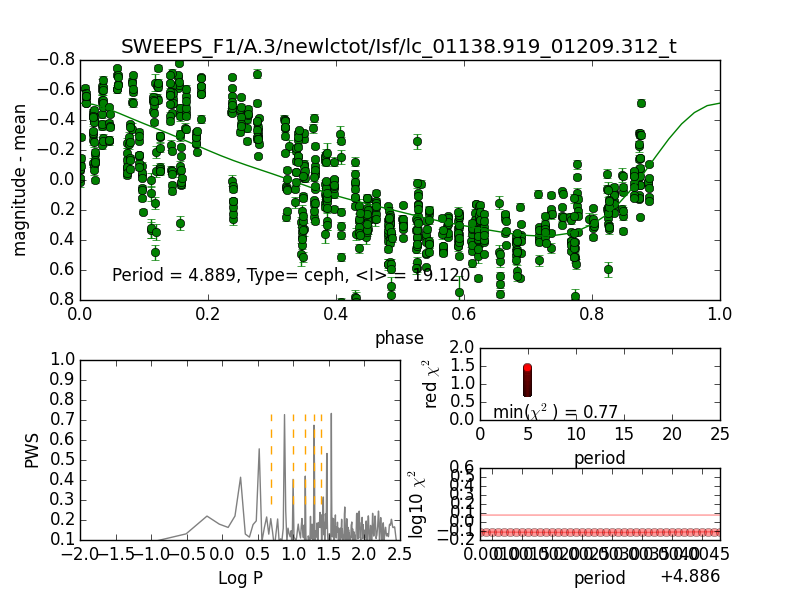 SWEEPS_F1/A.3/newlctot/Isf/lc_01138.919_01209.312_t
−0.8
−0.6
−0.4
−0.2
0.0
0.2
0.4
0.6
0.8
magnitude - mean
Period = 4.889, Type= ceph, <I> = 19.120
0.0 0.2 0.4 0.6 0.8 1.0
phase
1.0
0.9
0.8
0.7
0.6
0.5
0.4
0.3
0.2
0.1
PWS
−2.0 −1.5 −1.0 −0.5 0.0 0.5 1.0 1.5 2.0 2.5
Log P
2.0
1.5
1.0
0.5
0.0
red χ²
min(χ² ) = 0.77
0 5 10 15 20 25
period
0.6
0.5
0.4
0.3
0.2
0.1
0.0
−0.1
−0.2
log10 χ²
period
+4.886